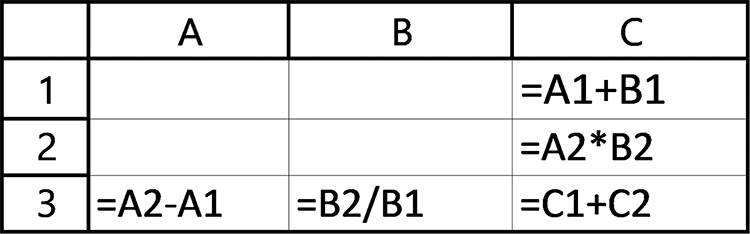 A B C
1 =A1+B1
2 =A2*B2
3 =A2-A1 =B2/B1 =C1+C2